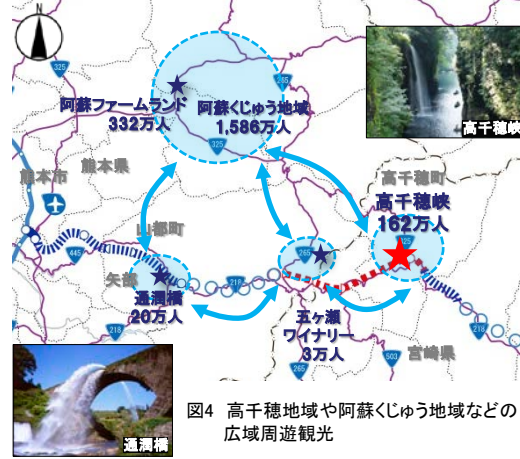 325
265
阿蘇ファームランド
332万人
阿蘇くじゅう地域
1,586万人
325
高千穂峡
熊本県
熊本市
高千穂町
高千穂峡
162万人
325
山都町
445
矢部
通潤橋
20万人
218
265
五ヶ瀬
ワイナリー
3万人
218
218
265
503
宮崎県
通潤橋
図4 高千穂地域や阿蘇くじゅう地域などの
広域周遊観光